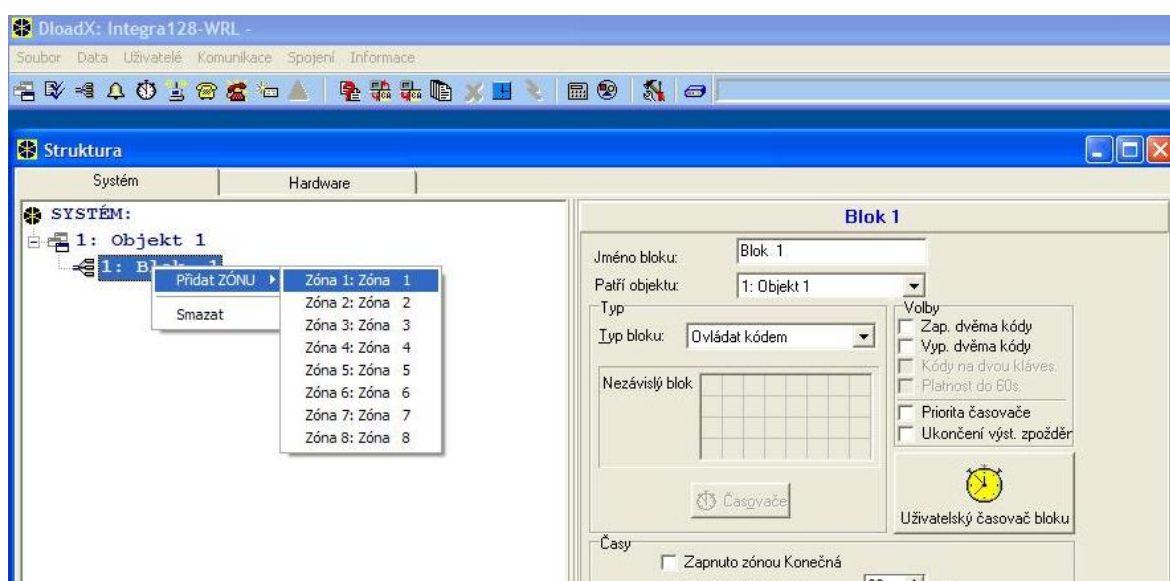 DloadX: Integra128-WRL -
Soubor Data Uživatelé Komunikace Spojení Informace
Struktura
Systém Hardware
SYSTÉM:
1: Objekt 1
1: Blok 1
Přidat ZÓNU
Smazat
Zóna 1: Zóna 1
Zóna 2: Zóna 2
Zóna 3: Zóna 3
Zóna 4: Zóna 4
Zóna 5: Zóna 5
Zóna 6: Zóna 6
Zóna 7: Zóna 7
Zóna 8: Zóna 8
Blok 1
Jméno bloku: Blok 1
Patří objektu: 1: Objekt 1
Typ
Typ bloku: Ovládat kódem
Nezávislý blok
Časovače
Volby
Zap. dvěma kódy
Vyp. dvěma kódy
Kódy na dvou kláves.
Platnost do 60s.
Priorita časovače
Ukončení výst. zpožděr
Uživatelský časovač bloku
Časy
Zapnuto zónou Konečná